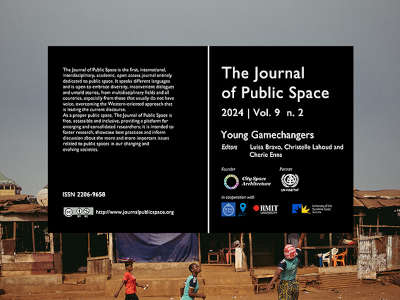 The Journal of Public Space is the first, international,
interdisciplinary, academic, open access journal entirely
dedicated to public space. It speaks different languages
and is open to embrace diversity, inconvenient dialogues
and untold stories, from multidisciplinary fields and all
countries, especially from those that usually do not have
voice, overcoming the Western-oriented approach that
is leading the current discourse.
As a proper public space, The Journal of Public Space is
free, accessible and inclusive, providing a platform for
emerging and consolidated researchers; it is intended to
foster research, showcase best practices and inform
discussion about the more and more important issues
related to public spaces in our changing and
evolving societies.
ISSN 2206-9658
http://www.journalpublicspace.org
The Journal
of Public Space
2024 | Vol. 9 n. 2
Young Gamechangers
Editors Luisa Bravo, Christelle Lahoud and
Cherie Enns
Founder
Partner
City Space
Architecture
UN-HABITAT
In cooperation with
RMIT
UNIVERSITY